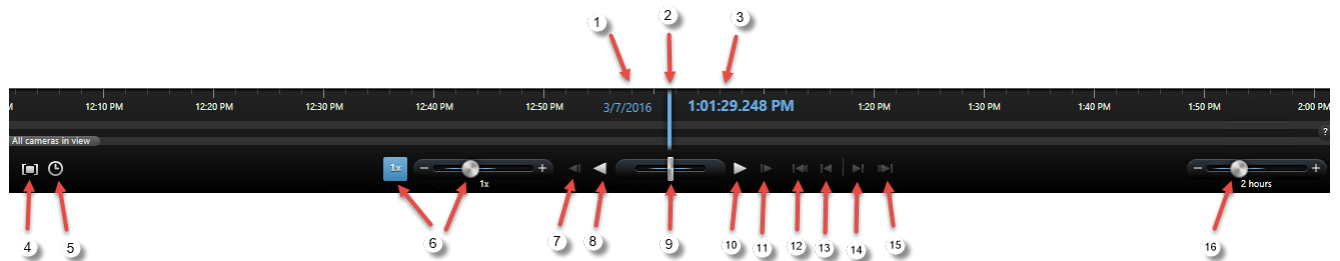 1 2 3
12:10 PM 12:20 PM 12:30 PM 12:40 PM 12:50 PM 3/7/2016 1:01:29.248 PM 1:20 PM 1:30 PM 1:40 PM 1:50 PM 2:00 PM
?
All cameras in view
1x - + - +
1x 2 hours
4 5 6 7 8 9 10 11 12 13 14 15 16